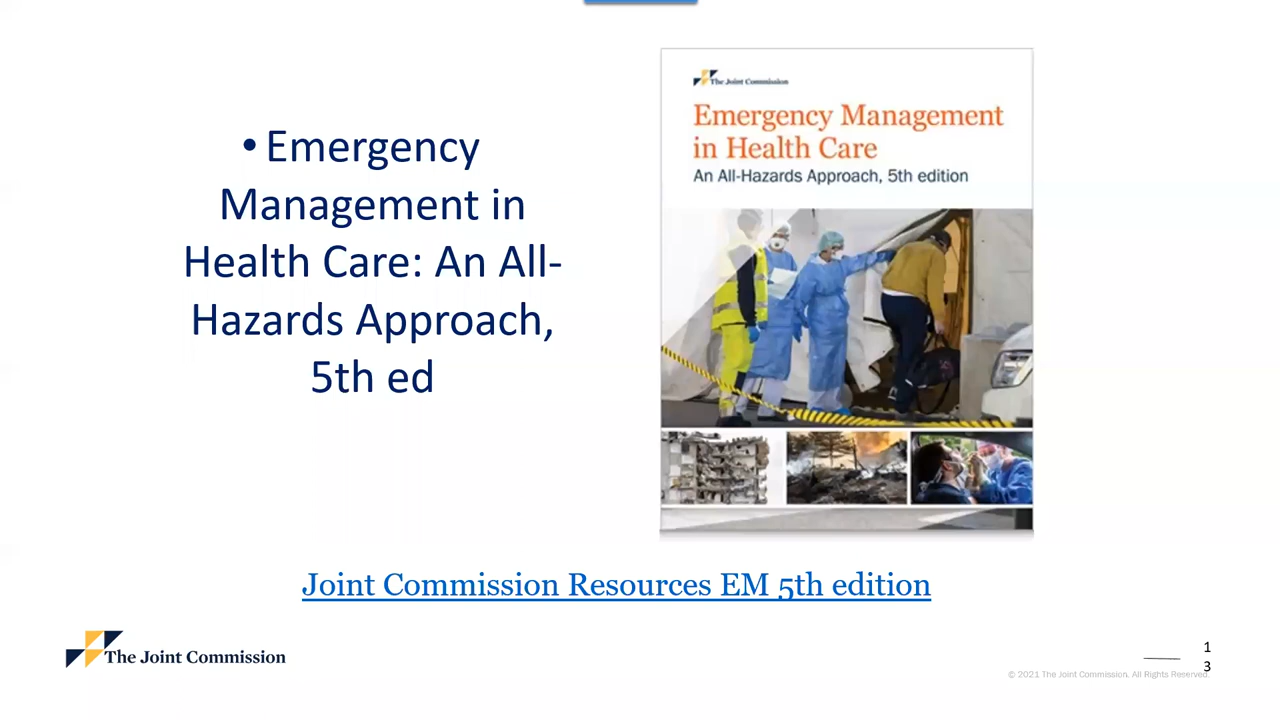 • Emergency
Management in
Health Care: An All-
Hazards Approach,
5th ed
The Joint Commission
Emergency Management
in Health Care
An All-Hazards Approach, 5th edition
Joint Commission Resources EM 5th edition
The Joint Commission
1
3
© 2021 The Joint Commission. All Rights Reserved.